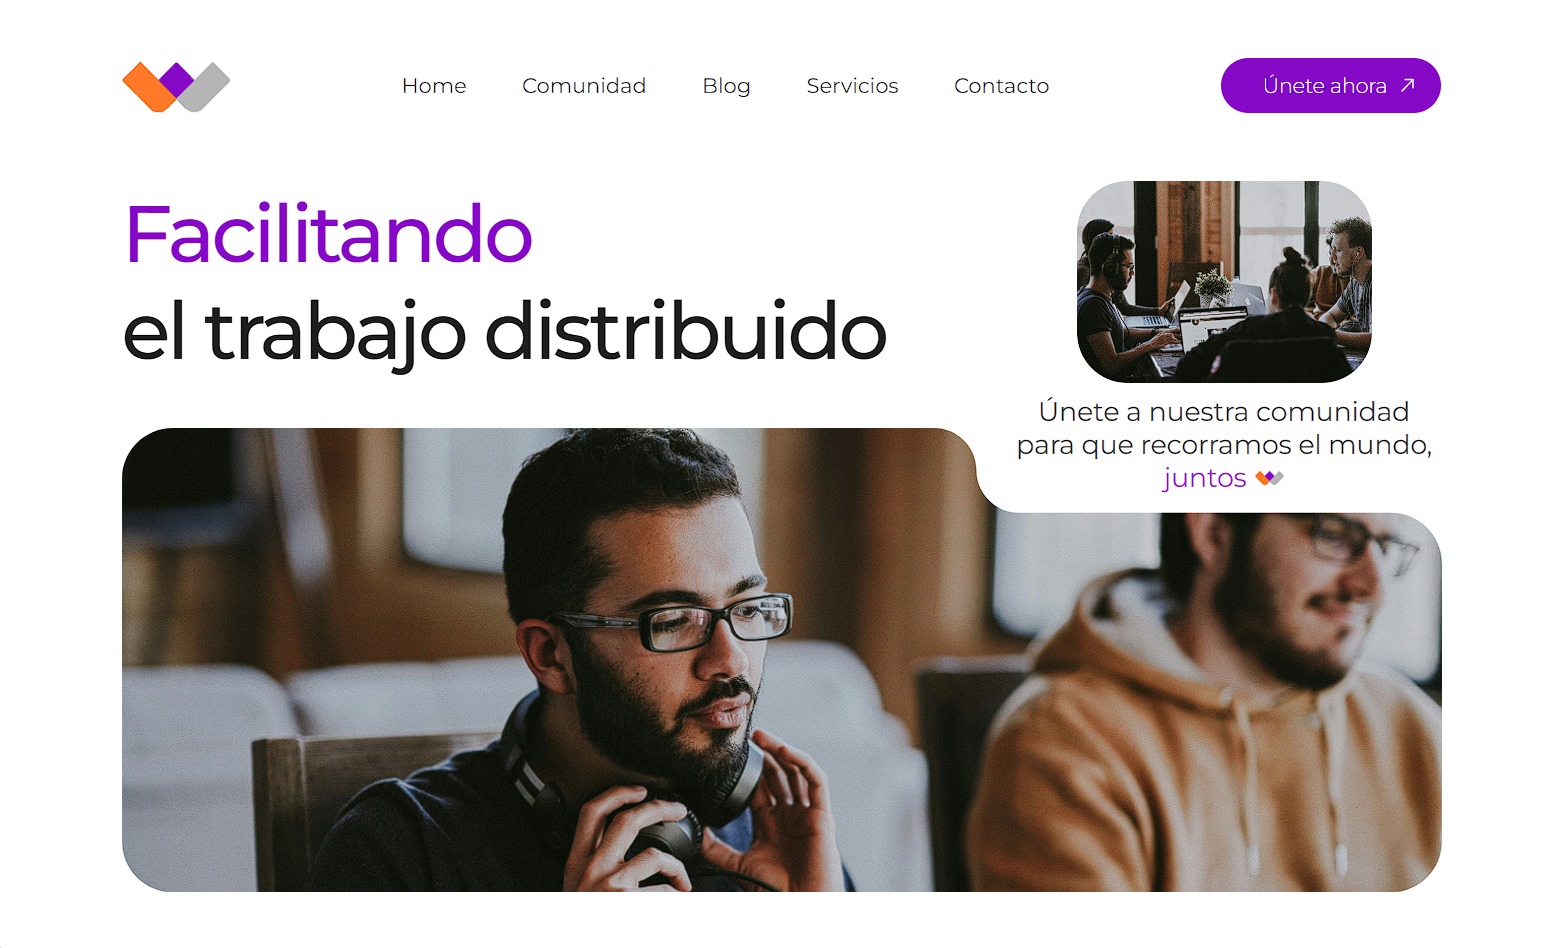 Home
Comunidad
Blog
Servicios
Contacto
Únete ahora
Facilitando
el trabajo distribuido
Únete a nuestra comunidad
para que recorramos el mundo,
juntos